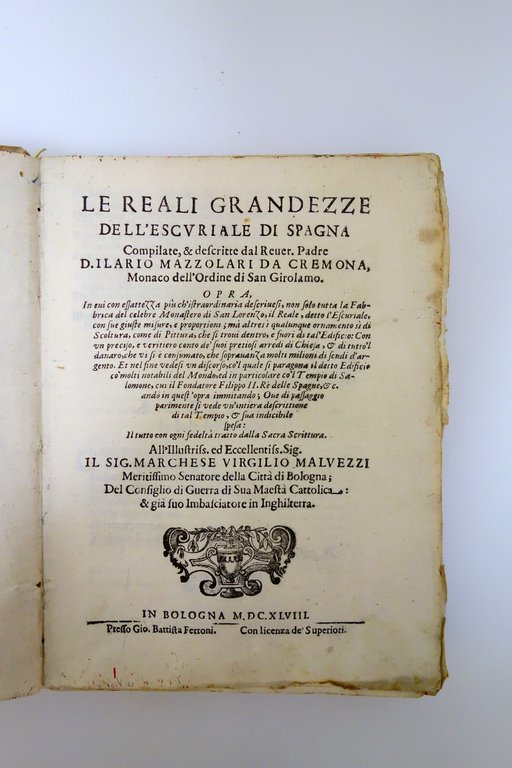 LE REALI GRANDEZZE
DELL'ESCVRIALE DI SPAGNA
Compilate, & descritte dal Reuer. Padre
D. ILARIO MAZZOLARI DA CREMONA,
Monaco dell'Ordine di San Girolamo.
OPRA,
In cui con essattezza più ch'istraordinaria descriuesi, non solo tutta la Fab-
brica del celebre Monastero di San Lorenzo, il Reale, detto l'Escuriale,
con sue giuste misure, e proporzioni; mà altresì qualunque ornamento iì di
Scoltura, come di Pittura, che si troui dentro, e fuori di tal'Edificio: Con
vn preciso, e veritiero conto de' suoi pretiosi arredi di Chiesa, & di tutto'l
danaro, che vi si è consumato, che soprauanza molti milioni di scudi d'ar-
gento. Et nel fine vedesi vn discorso, co'l quale si paragona il detto Edificio
co'molti notabili del Mondo, ed in particolare co'l Tempio di Sa-
lomone, cui il Fondatore Filippo II. Rè delle Spagne, &c.
andò in quest'opra immitando; Oue di passaggio
parimente si vede vn'intiera descrittione
di tal Tempio, & sua indicibile
spesa:
Il tutto con ogni fedeltà tratto dalla Sacra Scrittura.
All'Illustriss. ed Eccellentiss. Sig.
IL SIG. MARCHESE VIRGILIO MALVEZZI
Meritissimo Senatore della Città di Bologna;
Del Consiglio di Guerra di Sua Maestà Cattolica:
& già suo Imbasciatore in Inghilterra.
IN BOLOGNA M.DC.XLVIII.
Presso Gio. Battista Ferroni. Con licenza de' Superiori.